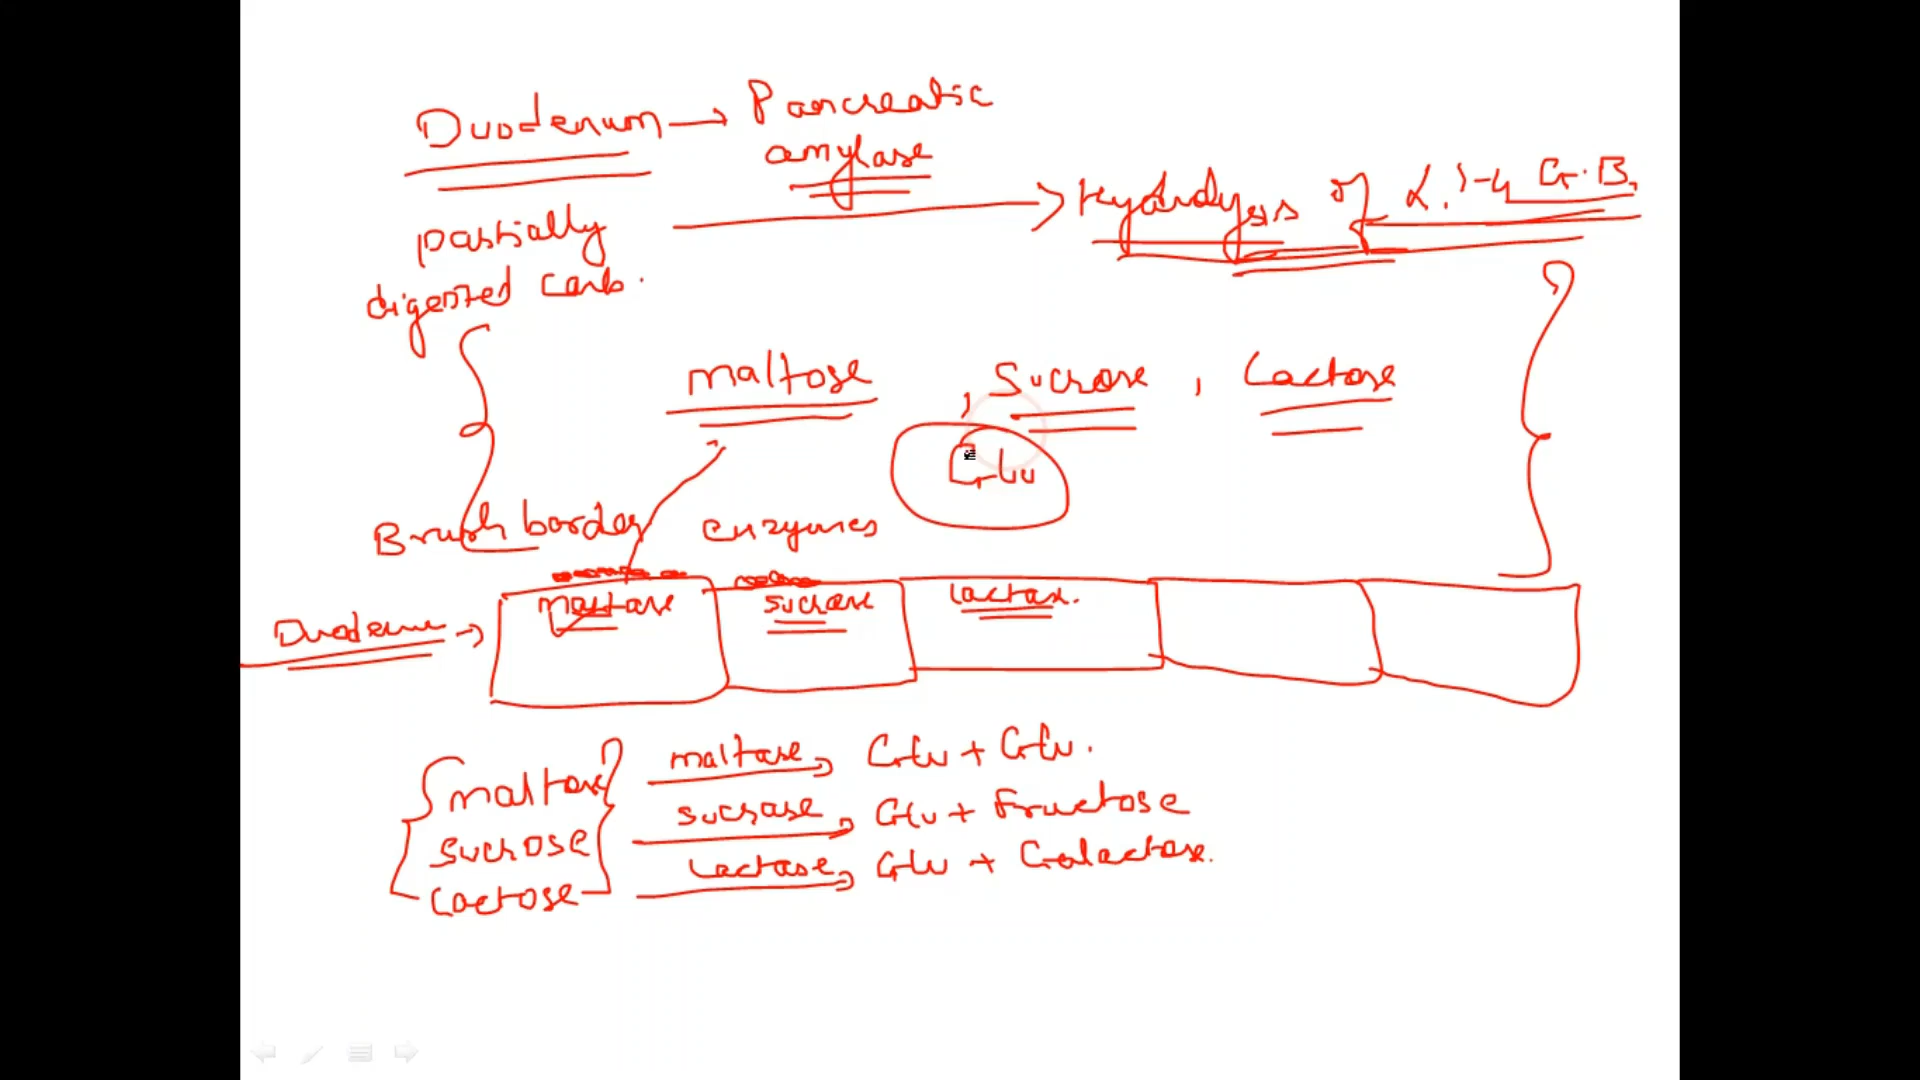 Duodenum → Pancreatic
amylase
partially → Hydrolysis of α, 1-4 G.B.
digested carb.
maltose, Sucrose, Lactose
Glu
Brush border enzymes
maltase sucrase Lactase.
Duodenum →
maltose maltase → Glu + Glu.
sucrose sucrase → Glu + Fructose
Lactose Lactase → Glu + Galactose.